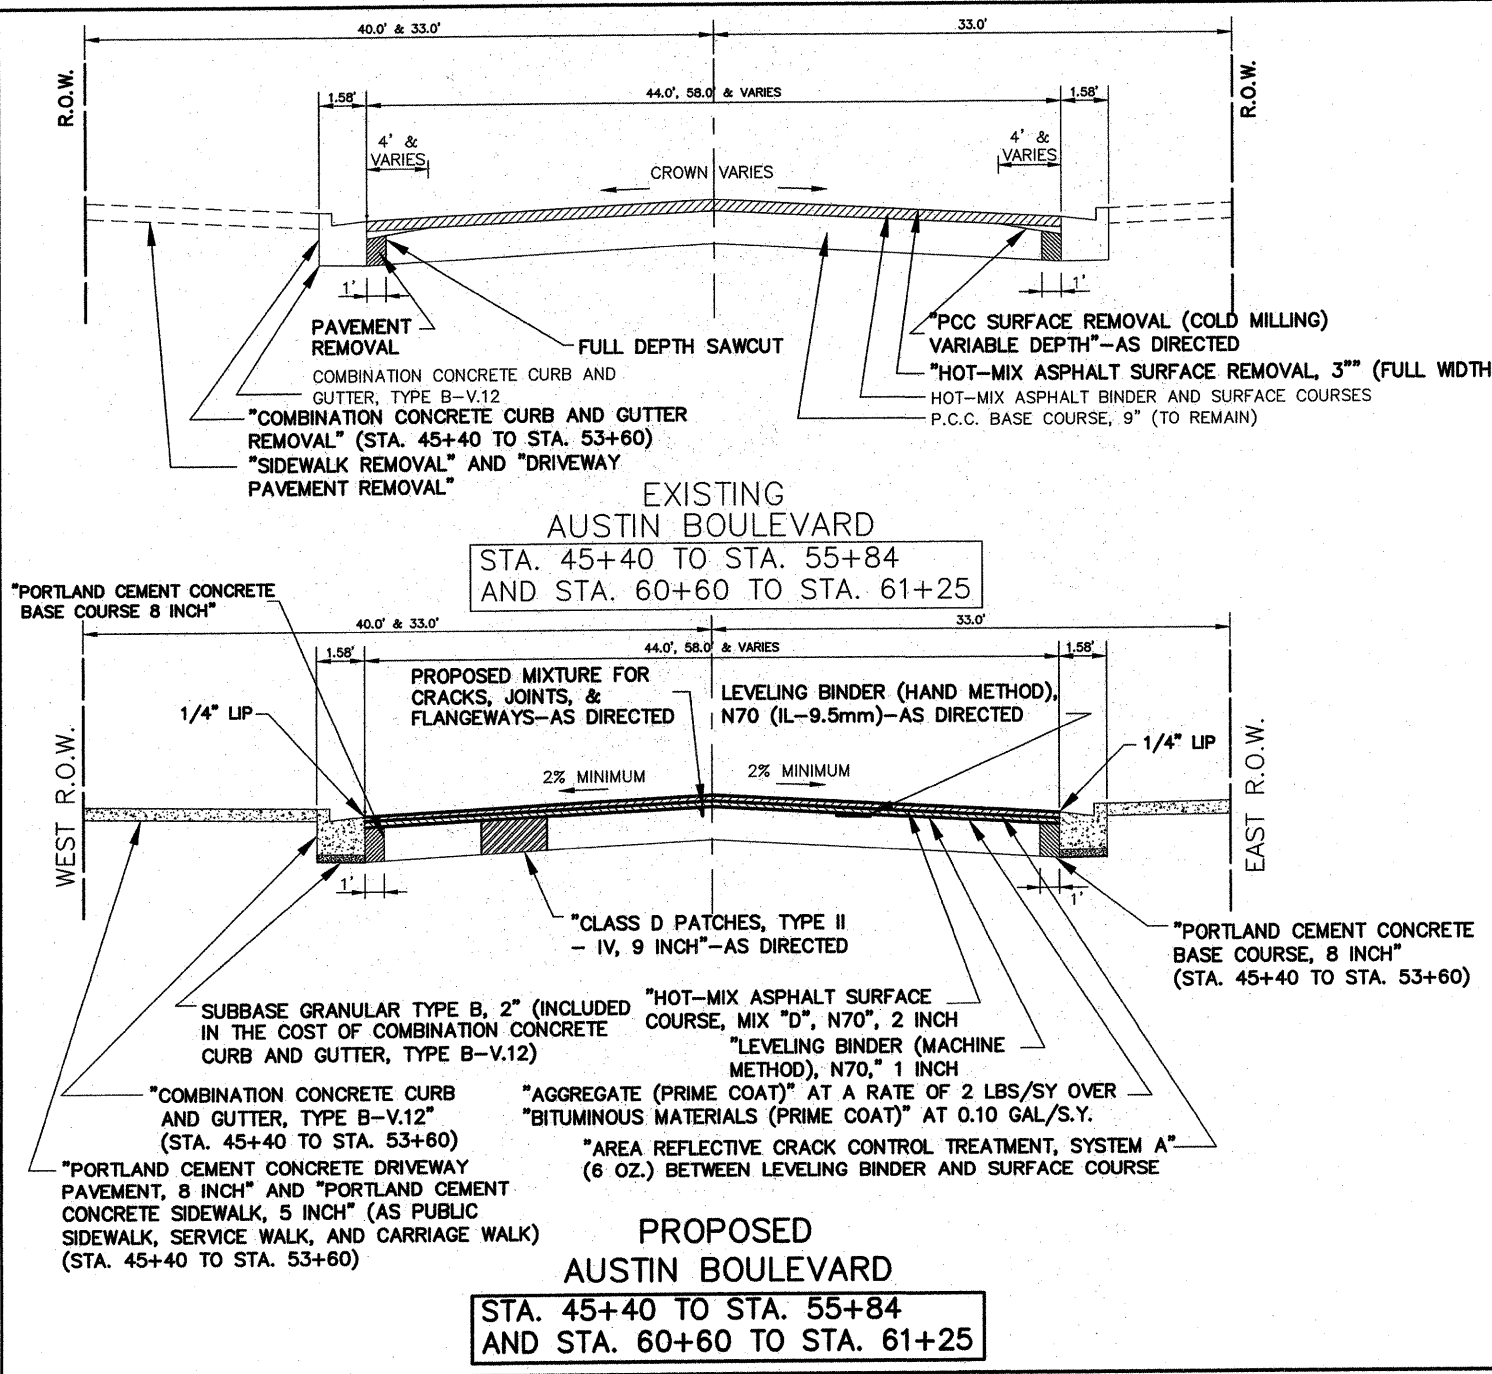 40.0' & 33.0'
33.0'
R.O.W.
R.O.W.
1.58'
44.0', 58.0' & VARIES
1.58'
4' &
VARIES
4' &
VARIES
CROWN VARIES
1'
1'
PAVEMENT
REMOVAL
FULL DEPTH SAWCUT
COMBINATION CONCRETE CURB AND
GUTTER, TYPE B-V.12
"COMBINATION CONCRETE CURB AND GUTTER
REMOVAL" (STA. 45+40 TO STA. 53+60)
"SIDEWALK REMOVAL" AND "DRIVEWAY
PAVEMENT REMOVAL"
"PCC SURFACE REMOVAL (COLD MILLING)
VARIABLE DEPTH"-AS DIRECTED
"HOT-MIX ASPHALT SURFACE REMOVAL, 3"" (FULL WIDTH
HOT-MIX ASPHALT BINDER AND SURFACE COURSES
P.C.C. BASE COURSE, 9" (TO REMAIN)
EXISTING
AUSTIN BOULEVARD
STA. 45+40 TO STA. 55+84
AND STA. 60+60 TO STA. 61+25
"PORTLAND CEMENT CONCRETE
BASE COURSE 8 INCH"
40.0' & 33.0'
33.0'
1.58'
44.0', 58.0' & VARIES
1.58'
PROPOSED MIXTURE FOR
CRACKS, JOINTS, &
FLANGEWAYS-AS DIRECTED
LEVELING BINDER (HAND METHOD),
N70 (IL-9.5mm)-AS DIRECTED
1/4" LIP
1/4" LIP
2% MINIMUM
2% MINIMUM
WEST R.O.W.
EAST R.O.W.
1'
1'
"CLASS D PATCHES, TYPE II
- IV, 9 INCH"-AS DIRECTED
"PORTLAND CEMENT CONCRETE
BASE COURSE, 8 INCH"
(STA. 45+40 TO STA. 53+60)
SUBBASE GRANULAR TYPE B, 2" (INCLUDED
IN THE COST OF COMBINATION CONCRETE
CURB AND GUTTER, TYPE B-V.12)
"HOT-MIX ASPHALT SURFACE
COURSE, MIX "D", N70", 2 INCH
"LEVELING BINDER (MACHINE
METHOD), N70," 1 INCH
"COMBINATION CONCRETE CURB
AND GUTTER, TYPE B-V.12"
(STA. 45+40 TO STA. 53+60)
"AGGREGATE (PRIME COAT)" AT A RATE OF 2 LBS/SY OVER
"BITUMINOUS MATERIALS (PRIME COAT)" AT 0.10 GAL/S.Y.
"AREA REFLECTIVE CRACK CONTROL TREATMENT, SYSTEM A"
(6 OZ.) BETWEEN LEVELING BINDER AND SURFACE COURSE
"PORTLAND CEMENT CONCRETE DRIVEWAY
PAVEMENT, 8 INCH" AND "PORTLAND CEMENT
CONCRETE SIDEWALK, 5 INCH" (AS PUBLIC
SIDEWALK, SERVICE WALK, AND CARRIAGE WALK)
(STA. 45+40 TO STA. 53+60)
PROPOSED
AUSTIN BOULEVARD
STA. 45+40 TO STA. 55+84
AND STA. 60+60 TO STA. 61+25